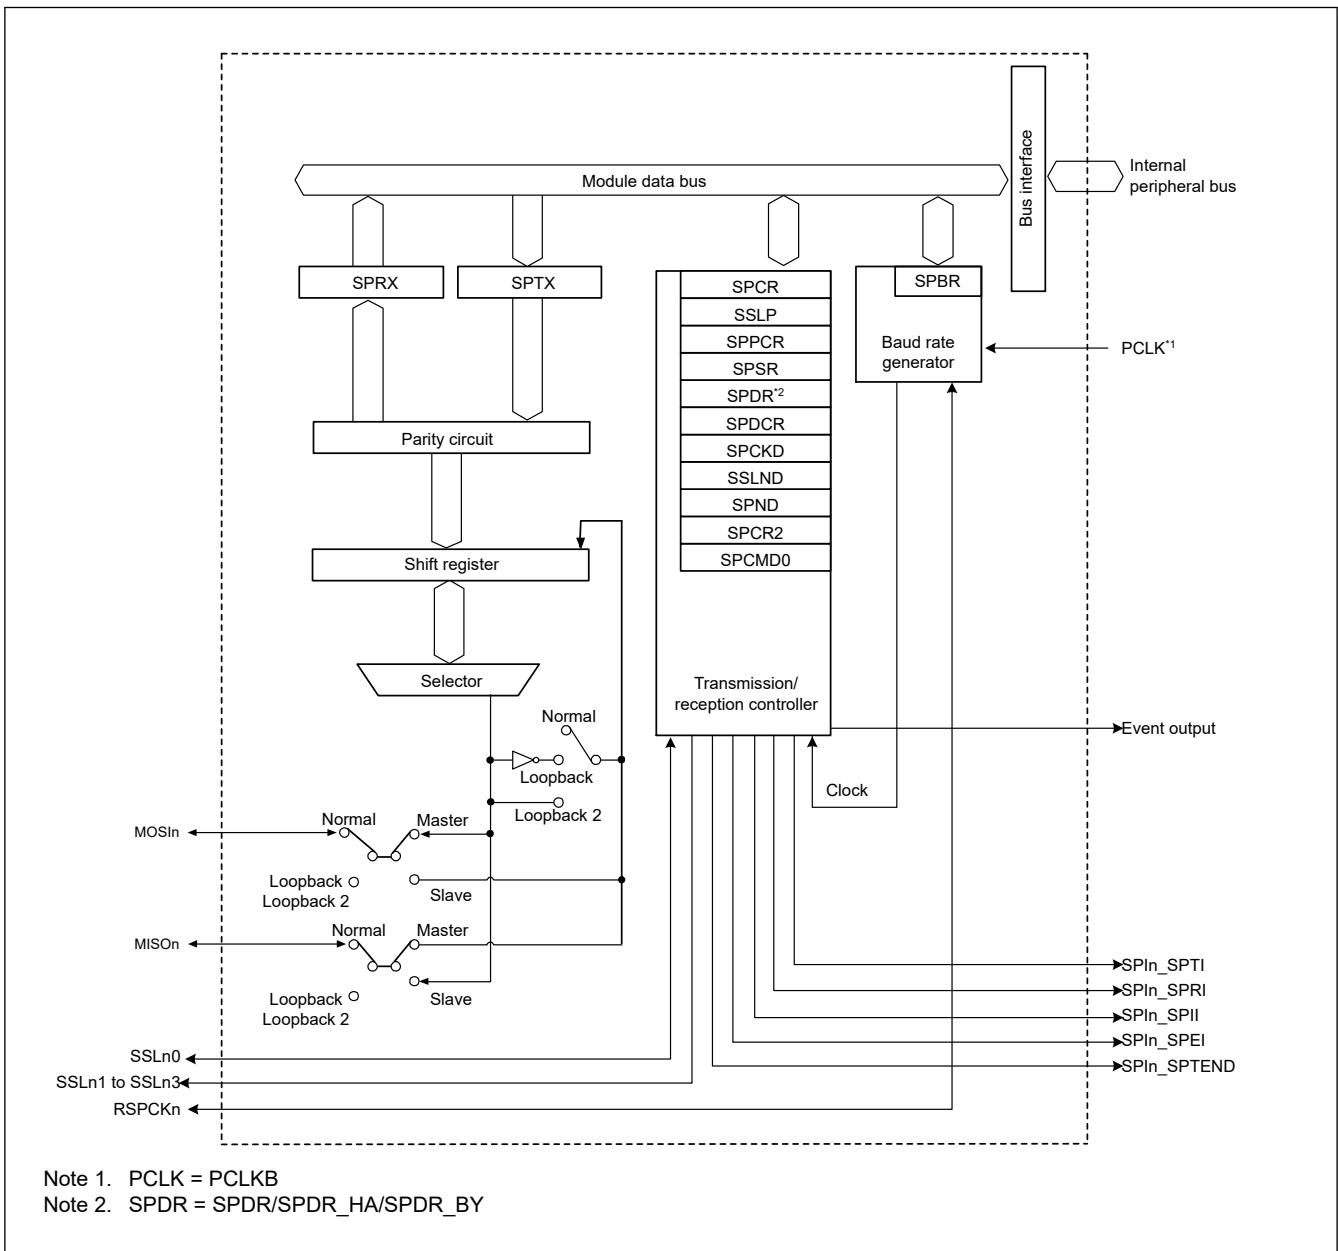 Module data bus
Bus interface
Internal
peripheral bus
SPRX
SPTX
SPCR
SSLP
SPPCR
SPSR
SPDR*2
SPDCR
SPCKD
SSLND
SPND
SPCR2
SPCMD0
Transmission/
reception controller
SPBR
Baud rate
generator
PCLK*1
Parity circuit
Shift register
Selector
Normal
Loopback
Loopback 2
Clock
Event output
MOSIn
Normal
Master
Loopback
Loopback 2
Slave
MISOn
Normal
Master
Loopback
Loopback 2
Slave
SSLn0
SSLn1 to SSLn3
RSPCKn
SPIn_SPTI
SPIn_SPRI
SPIn_SPII
SPIn_SPEI
SPIn_SPTEND
Note 1. PCLK = PCLKB
Note 2. SPDR = SPDR/SPDR_HA/SPDR_BY